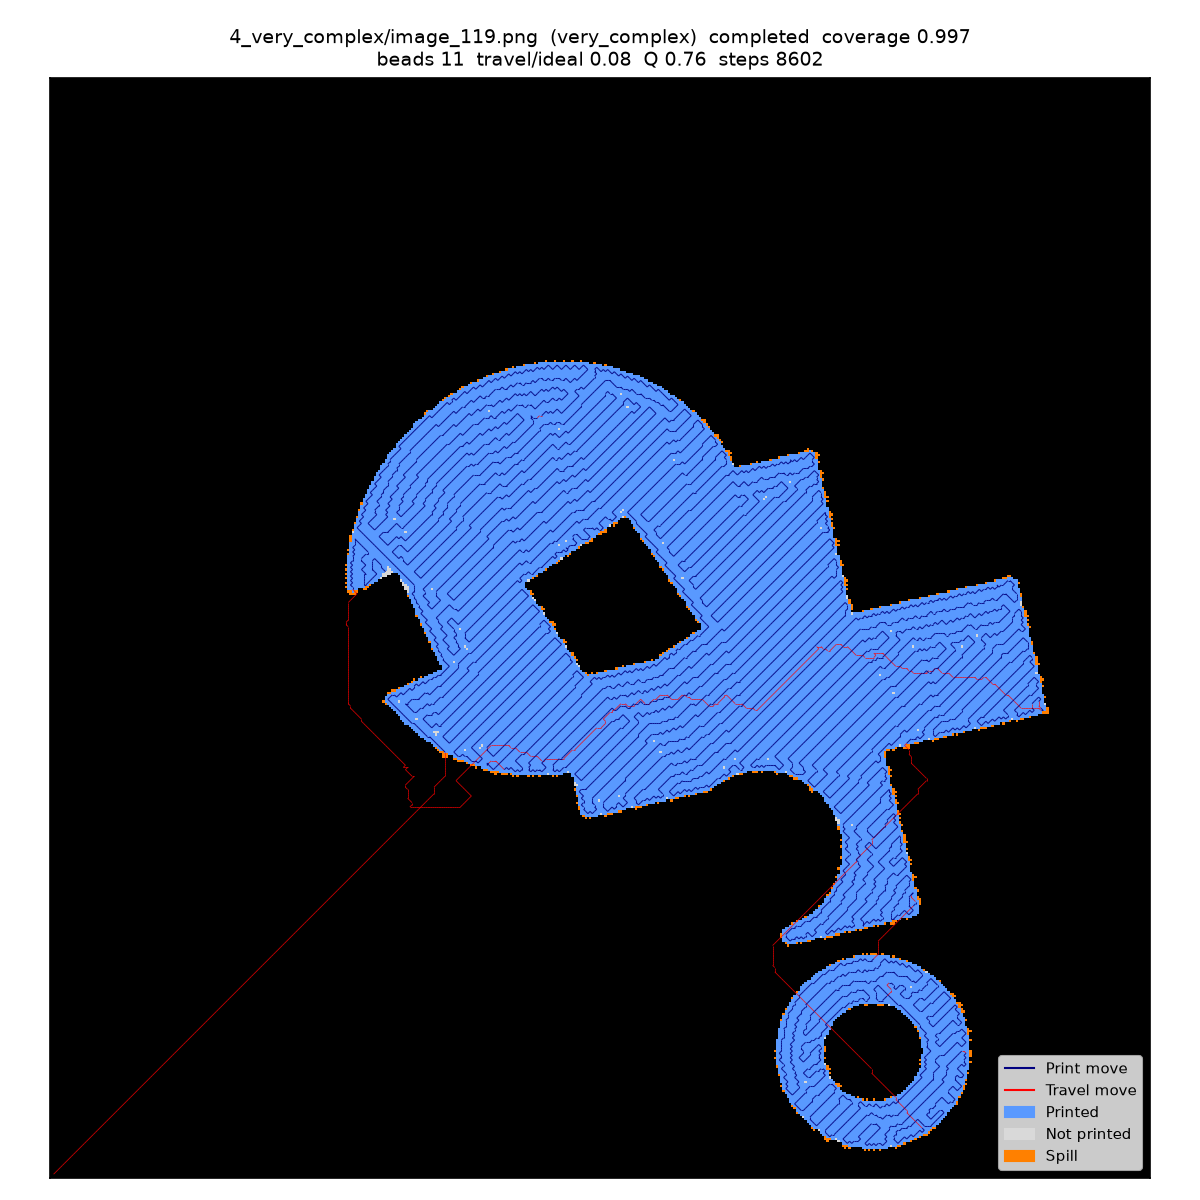 4_very_complex/image_119.png  (very_complex)  completed  coverage 0.997
beads 11  travel/ideal 0.08  Q 0.76  steps 8602
Print move
Travel move
Printed
Not printed
Spill